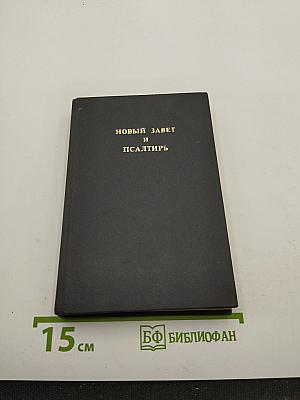 НОВЫЙ ЗАВЕТ
И
ПСАЛТИРЬ
15 см
БФ БИБЛИОФАН